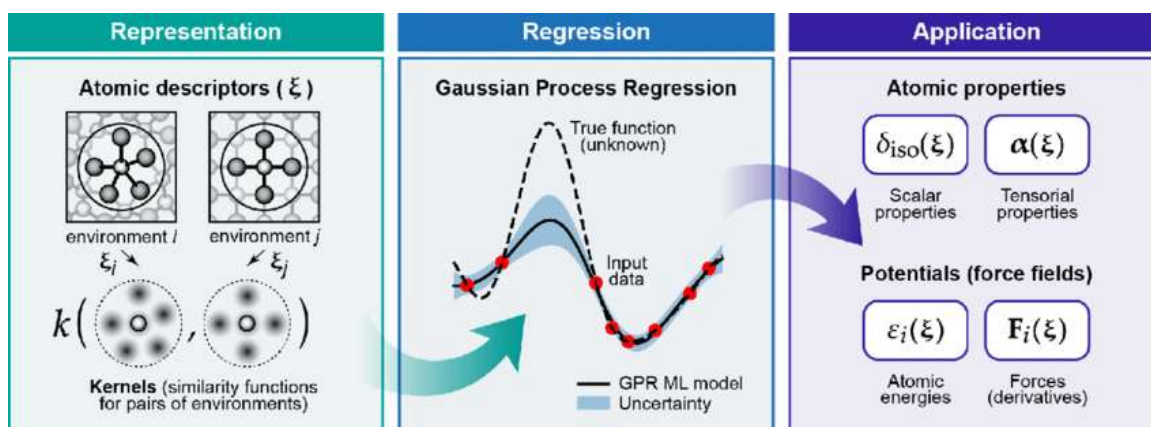 Representation
Atomic descriptors (ξ)
environment i
environment j
ξi
ξj
k( , )
Kernels (similarity functions
for pairs of environments)
Regression
Gaussian Process Regression
True function
(unknown)
Input
data
GPR ML model
Uncertainty
Application
Atomic properties
δiso(ξ)
α(ξ)
Scalar
properties
Tensorial
properties
Potentials (force fields)
εi(ξ)
Fi(ξ)
Atomic
energies
Forces
(derivatives)